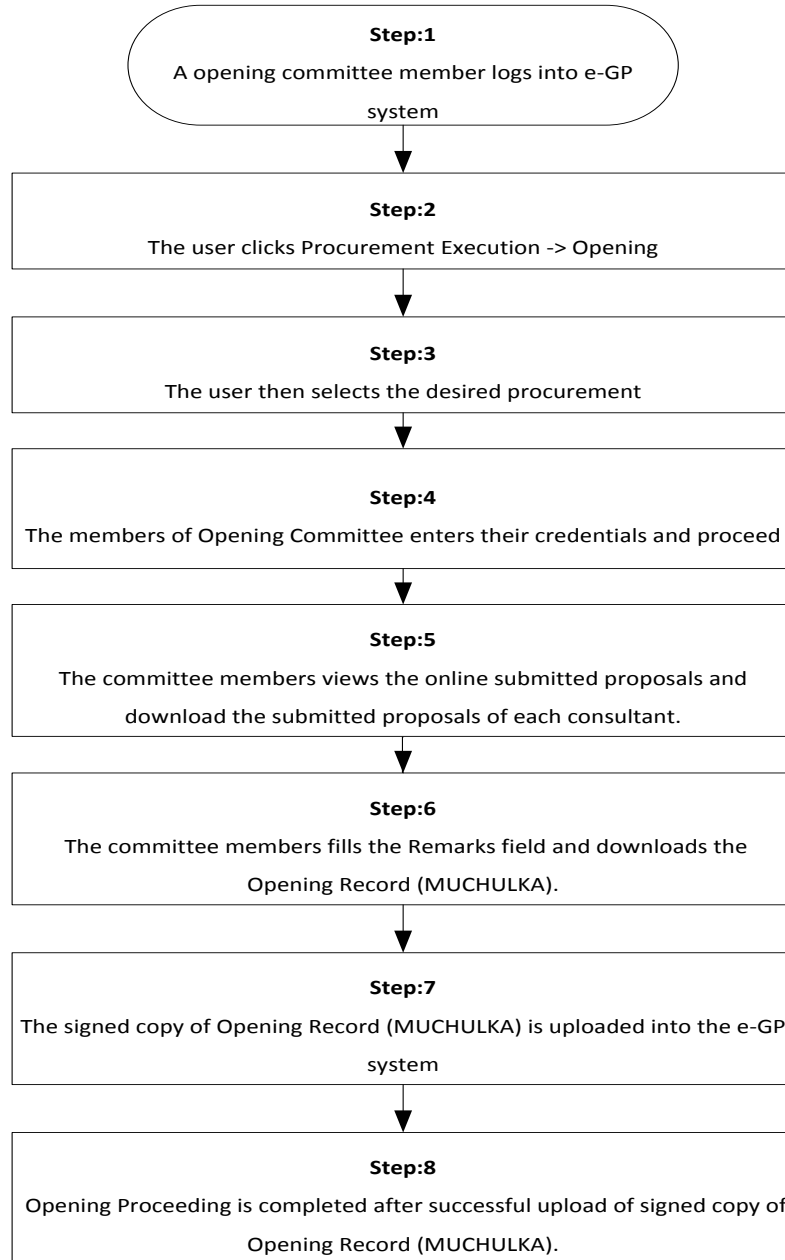 Step:1
A opening committee member logs into e-GP
system
Step:2
The user clicks Procurement Execution -> Opening
Step:3
The user then selects the desired procurement
Step:4
The members of Opening Committee enters their credentials and proceed
Step:5
The committee members views the online submitted proposals and
download the submitted proposals of each consultant.
Step:6
The committee members fills the Remarks field and downloads the
Opening Record (MUCHULKA).
Step:7
The signed copy of Opening Record (MUCHULKA) is uploaded into the e-GP
system
Step:8
Opening Proceeding is completed after successful upload of signed copy of
Opening Record (MUCHULKA).